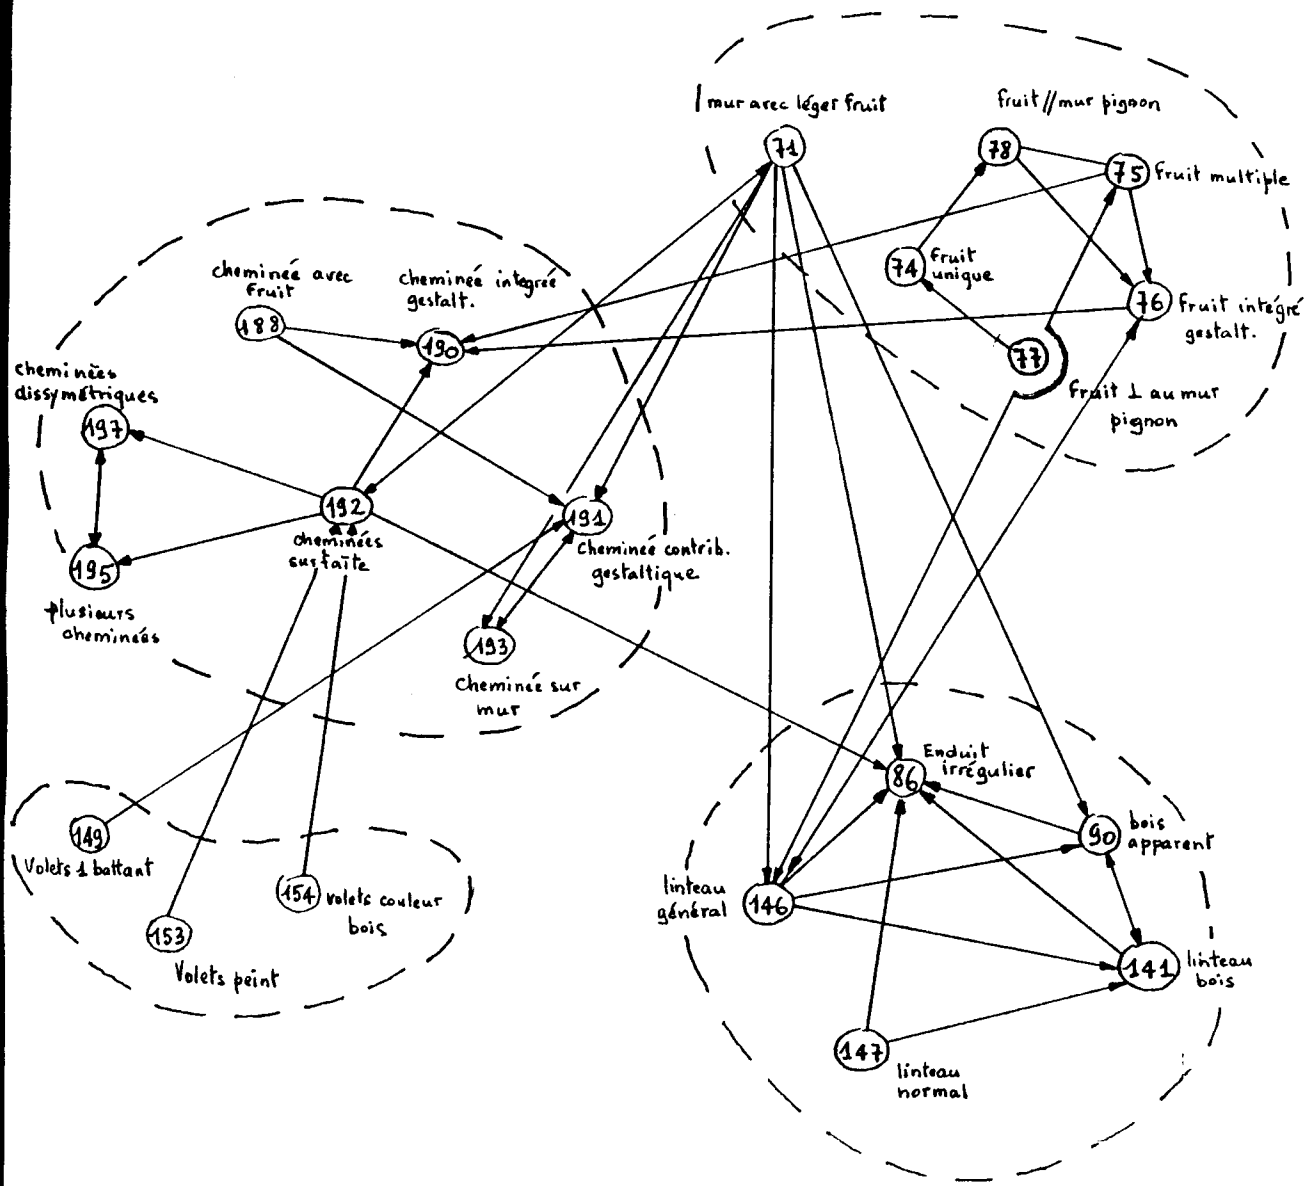 mur avec léger fruit
71
fruit // mur pignon
78
75
fruit multiple
74
fruit
unique
76
fruit intégré
gestalt.
77
fruit ⊥ au mur
pignon
cheminée avec
fruit
188
cheminée integrée
gestalt.
190
cheminées
dissymétriques
197
192
cheminées
sur faîte
195
plusieurs
cheminées
191
cheminée contrib.
gestaltique
193
Cheminée sur
mur
149
Volets 1 battant
153
Volets peint
154
volets couleur
bois
86
Enduit
irrégulier
90
bois
apparent
linteau
général
146
141
linteau
bois
147
linteau
normal